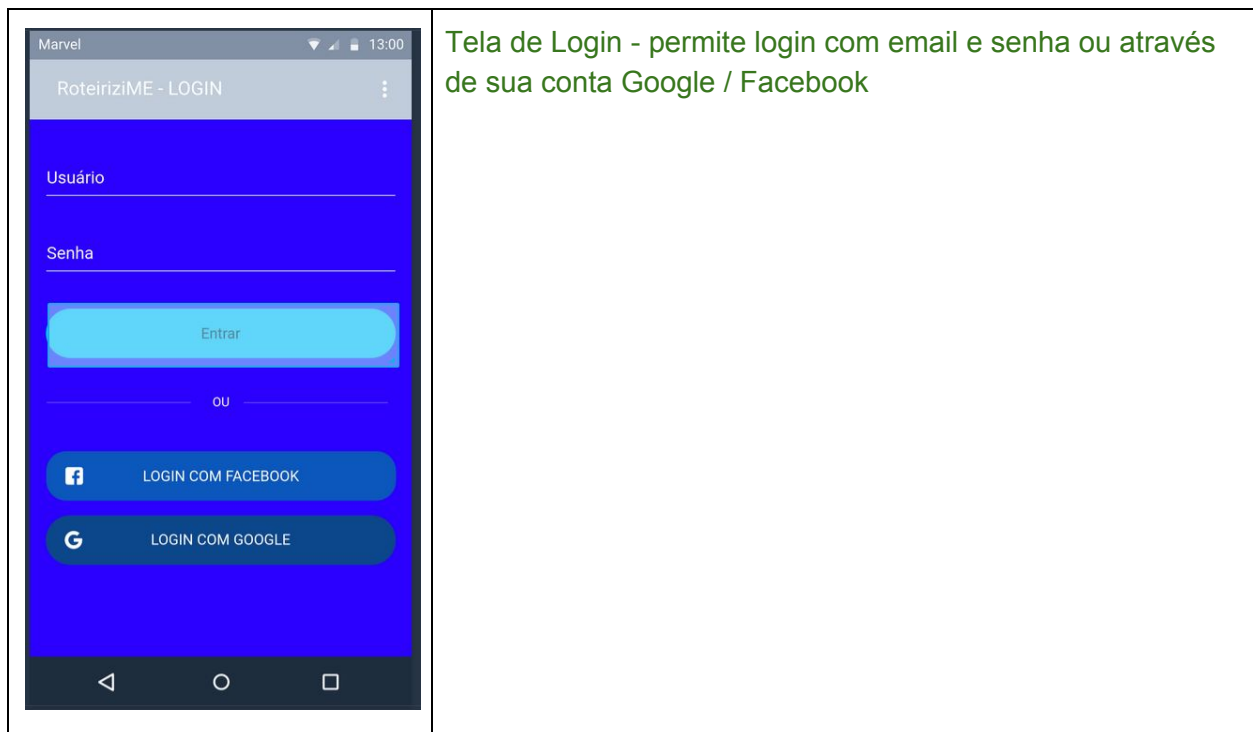 Marvel 13:00
RoteiriziME - LOGIN
Usuário
Senha
Entrar
OU
LOGIN COM FACEBOOK
LOGIN COM GOOGLE
Tela de Login - permite login com email e senha ou através
de sua conta Google / Facebook